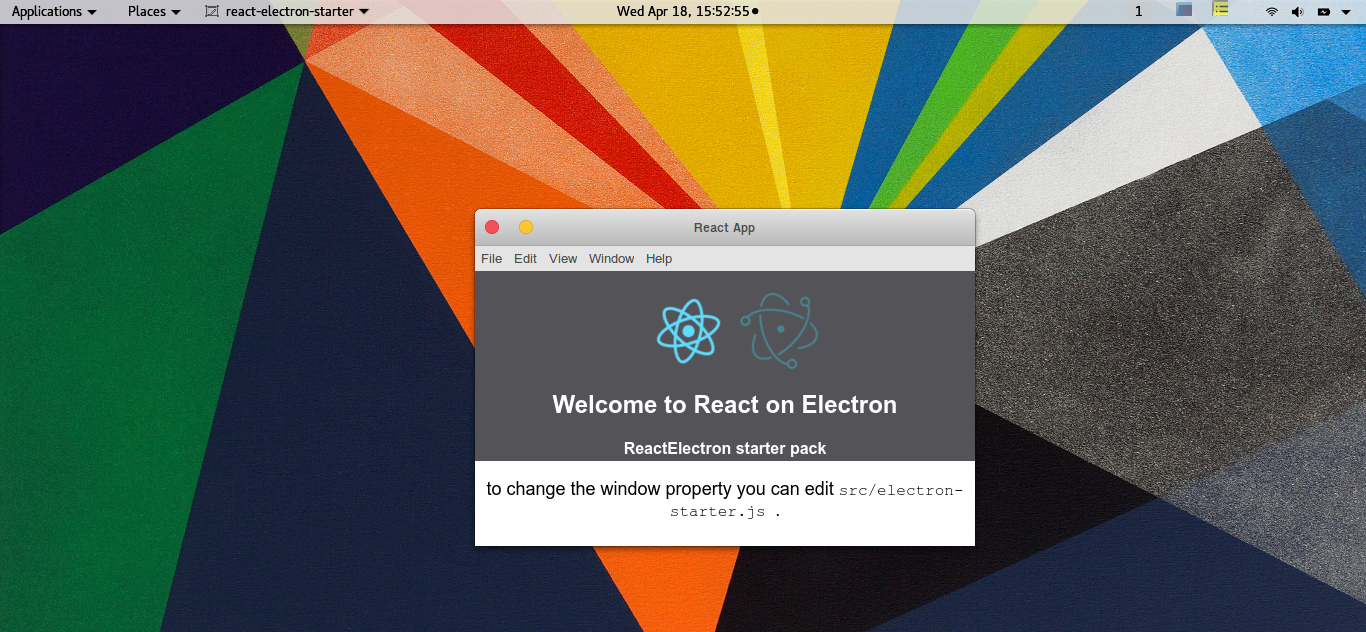 Applications Places react-electron-starter Wed Apr 18, 15:52:55 1
React App
File Edit View Window Help
Welcome to React on Electron
ReactElectron starter pack
to change the window property you can edit src/electron-
starter.js .